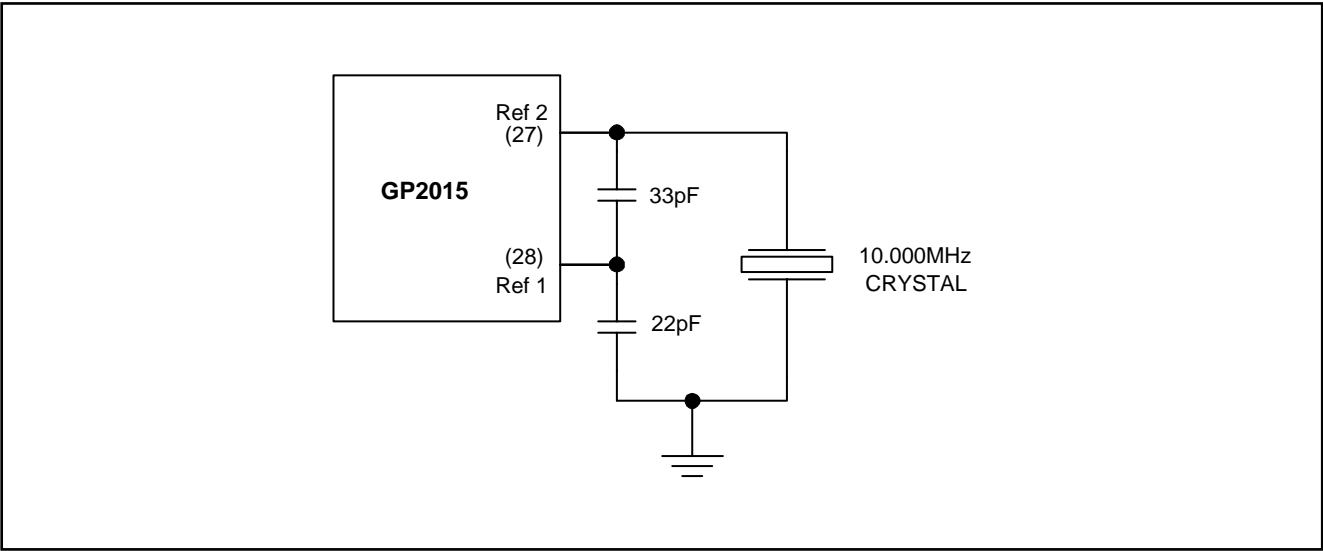 Ref 2
(27)
GP2015
33pF
(28)
Ref 1
10.000MHz
CRYSTAL
22pF